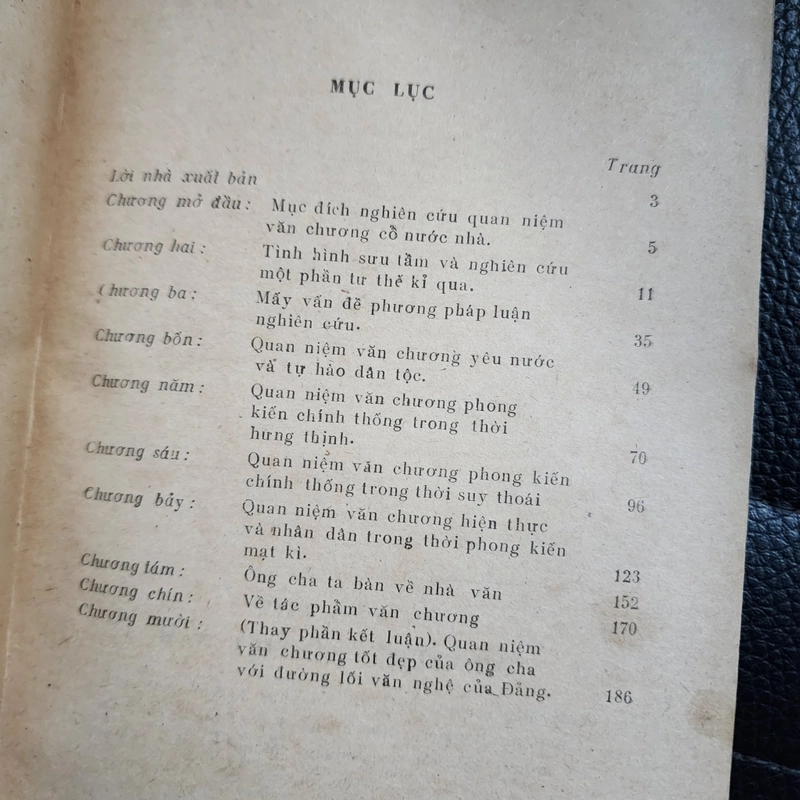 MỤC LỤC
Trang
Lời nhà xuất bản 3
Chương mở đầu: Mục đích nghiên cứu quan niệm
văn chương cổ nước nhà. 5
Chương hai: Tình hình sưu tầm và nghiên cứu
một phần tư thế kỉ qua. 11
Chương ba: Mấy vấn đề phương pháp luận
nghiên cứu. 35
Chương bốn: Quan niệm văn chương yêu nước
và tự hào dân tộc. 49
Chương năm: Quan niệm văn chương phong
kiến chính thống trong thời
hưng thịnh. 70
Chương sáu: Quan niệm văn chương phong kiến
chính thống trong thời suy thoái 96
Chương bảy: Quan niệm văn chương hiện thực
và nhân dân trong thời phong kiến
mạt kì. 123
Chương tám: Ông cha ta bàn về nhà văn 152
Chương chín: Về tác phẩm văn chương 170
Chương mười: (Thay phần kết luận). Quan niệm
văn chương tốt đẹp của ông cha
với đường lối văn nghệ của Đảng. 186